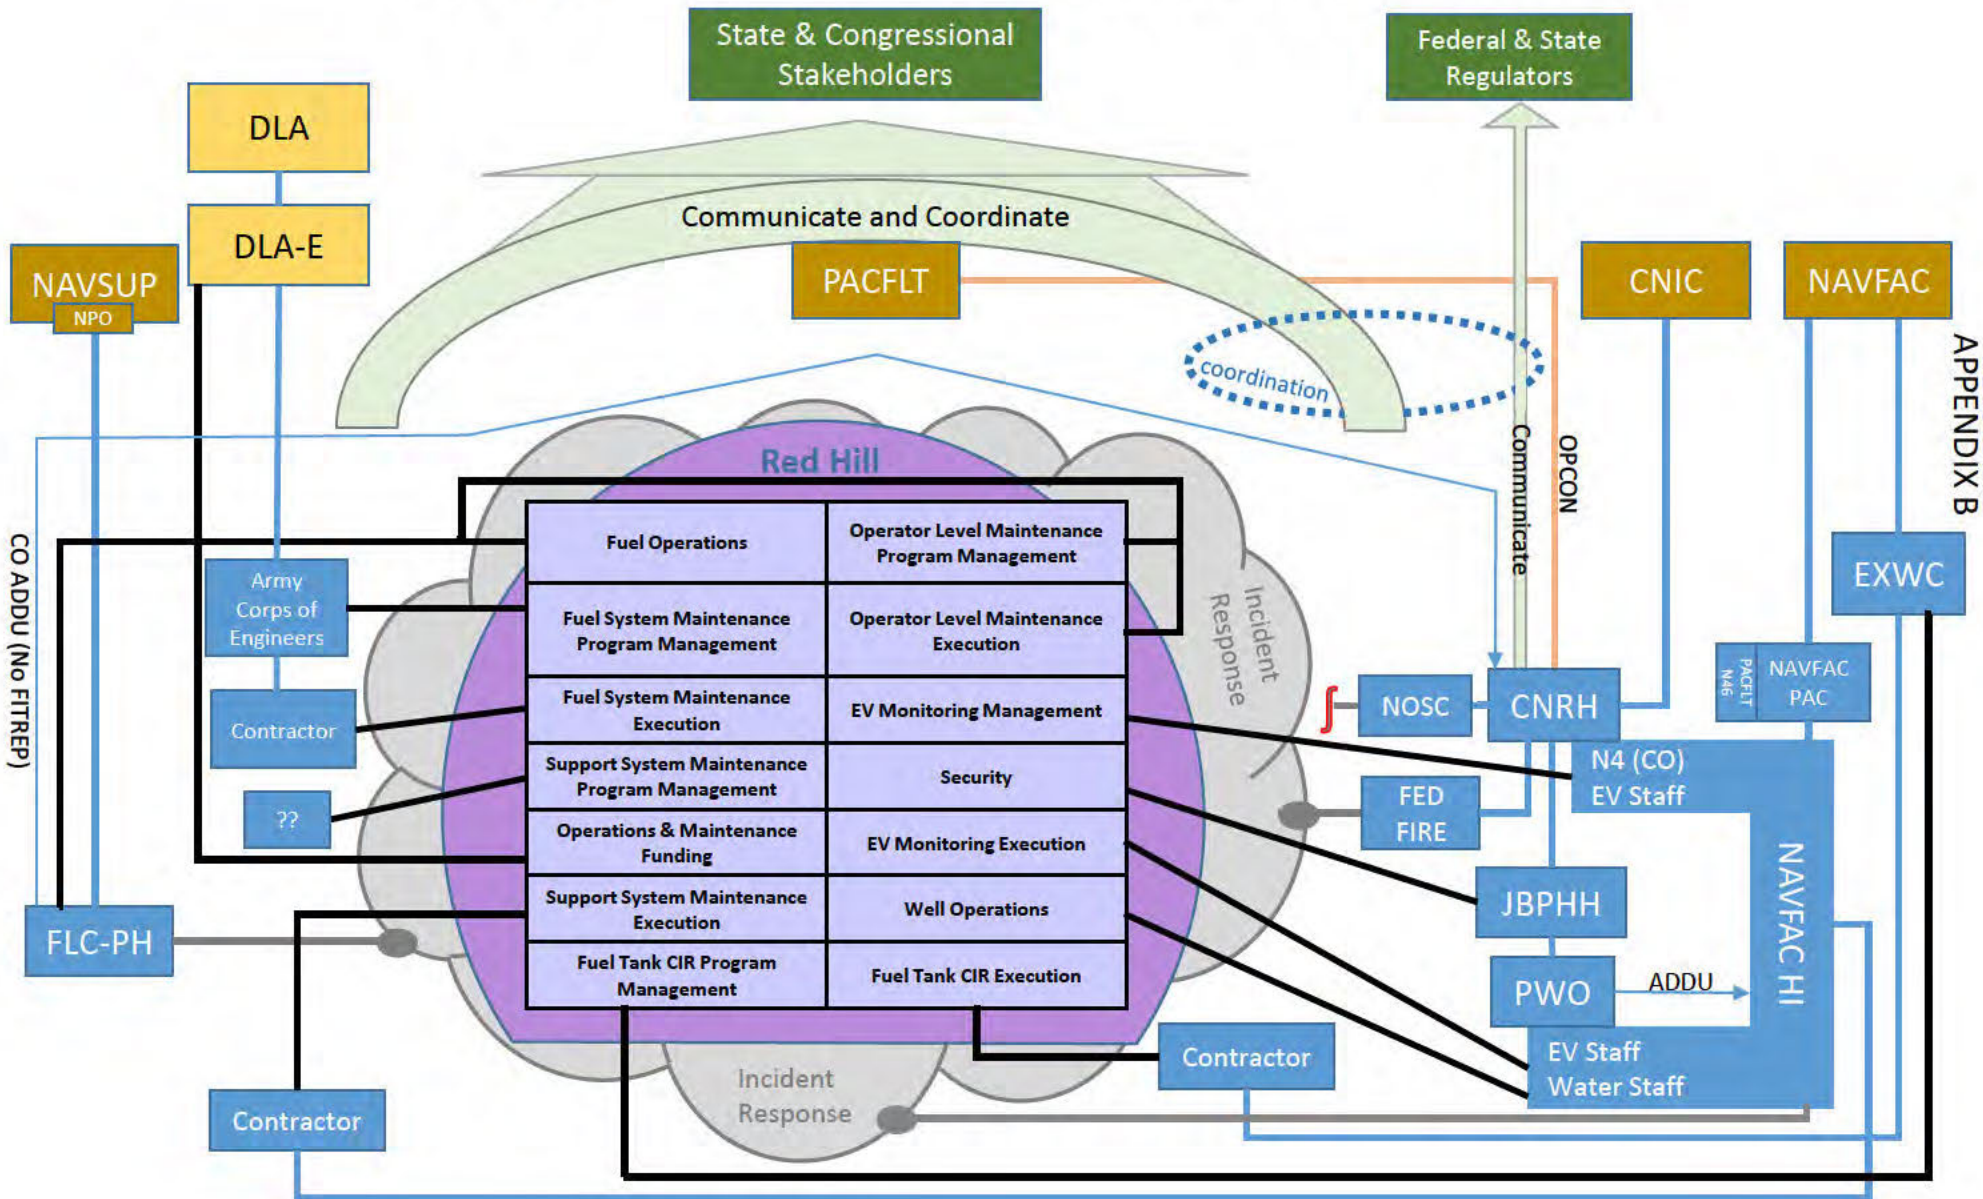 State & Congressional
Stakeholders
Federal & State
Regulators
DLA
DLA-E
Communicate and Coordinate
NAVSUP
NPO
PACFLT
CNIC
NAVFAC
APPENDIX B
coordination
Communicate
OPCON
CO ADDU (No FITREP)
Red Hill
Fuel Operations
Operator Level Maintenance
Program Management
Fuel System Maintenance
Program Management
Operator Level Maintenance
Execution
Fuel System Maintenance
Execution
EV Monitoring Management
Support System Maintenance
Program Management
Security
Operations & Maintenance
Funding
EV Monitoring Execution
Support System Maintenance
Execution
Well Operations
Fuel Tank CIR Program
Management
Fuel Tank CIR Execution
Army
Corps of
Engineers
Contractor
??
FLC-PH
Contractor
Incident
Response
Incident
Response
Contractor
EXWC
PACFLT
N46
NAVFAC
PAC
NOSC
CNRH
N4 (CO)
EV Staff
FED
FIRE
JBPHH
PWO
ADDU
NAVFAC HI
EV Staff
Water Staff